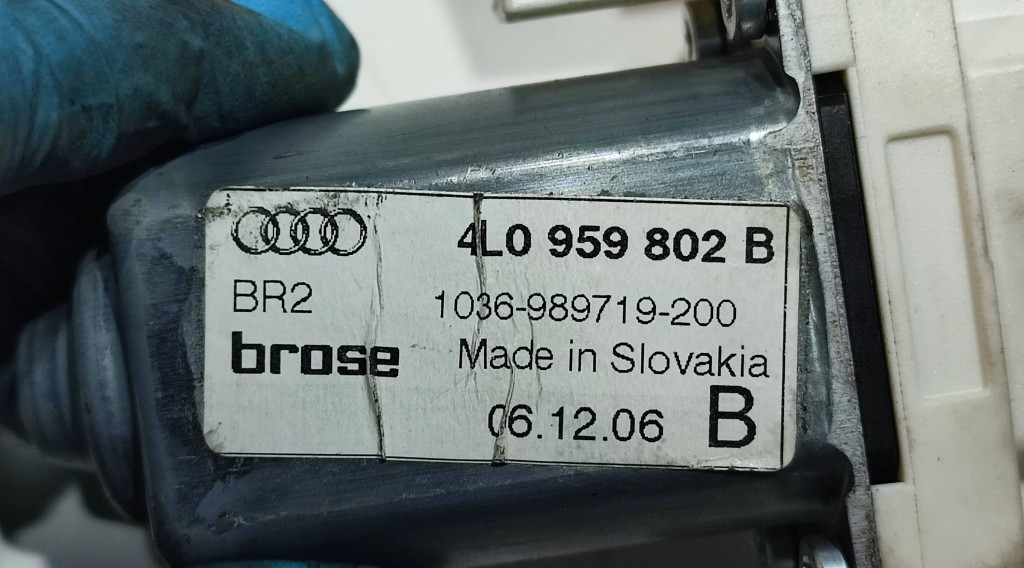 4L0 959 802 B
BR2 1036-989719-200
brose Made in Slovakia
06.12.06 B